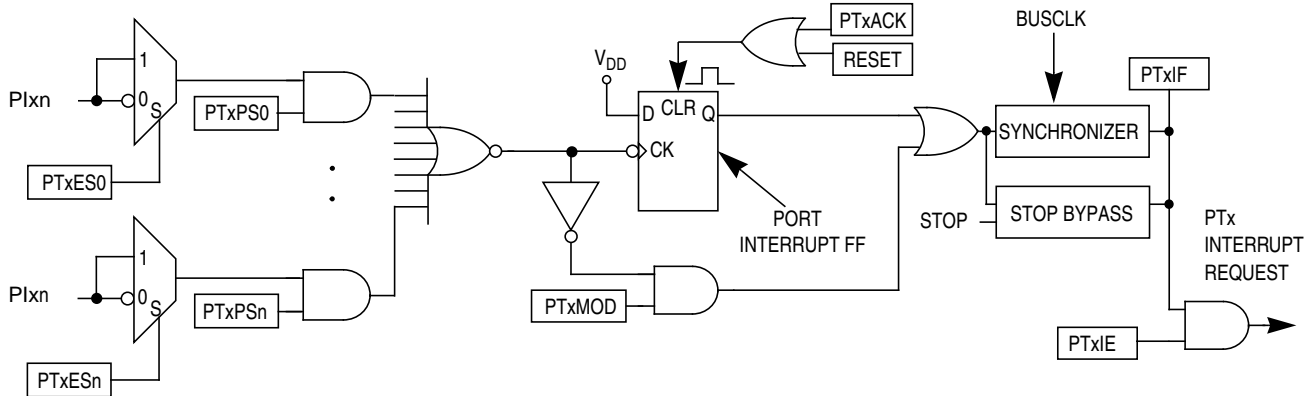 PTxACK
RESET
BUSCLK
PTxIF
VDD
1
PIxn
0
S
PTxPS0
D
CLR
Q
CK
SYNCHRONIZER
PTxES0
PORT
INTERRUPT FF
STOP
STOP BYPASS
PTx
INTERRUPT
REQUEST
1
PIxn
0
S
PTxPSn
PTxMOD
PTxIE
PTxESn